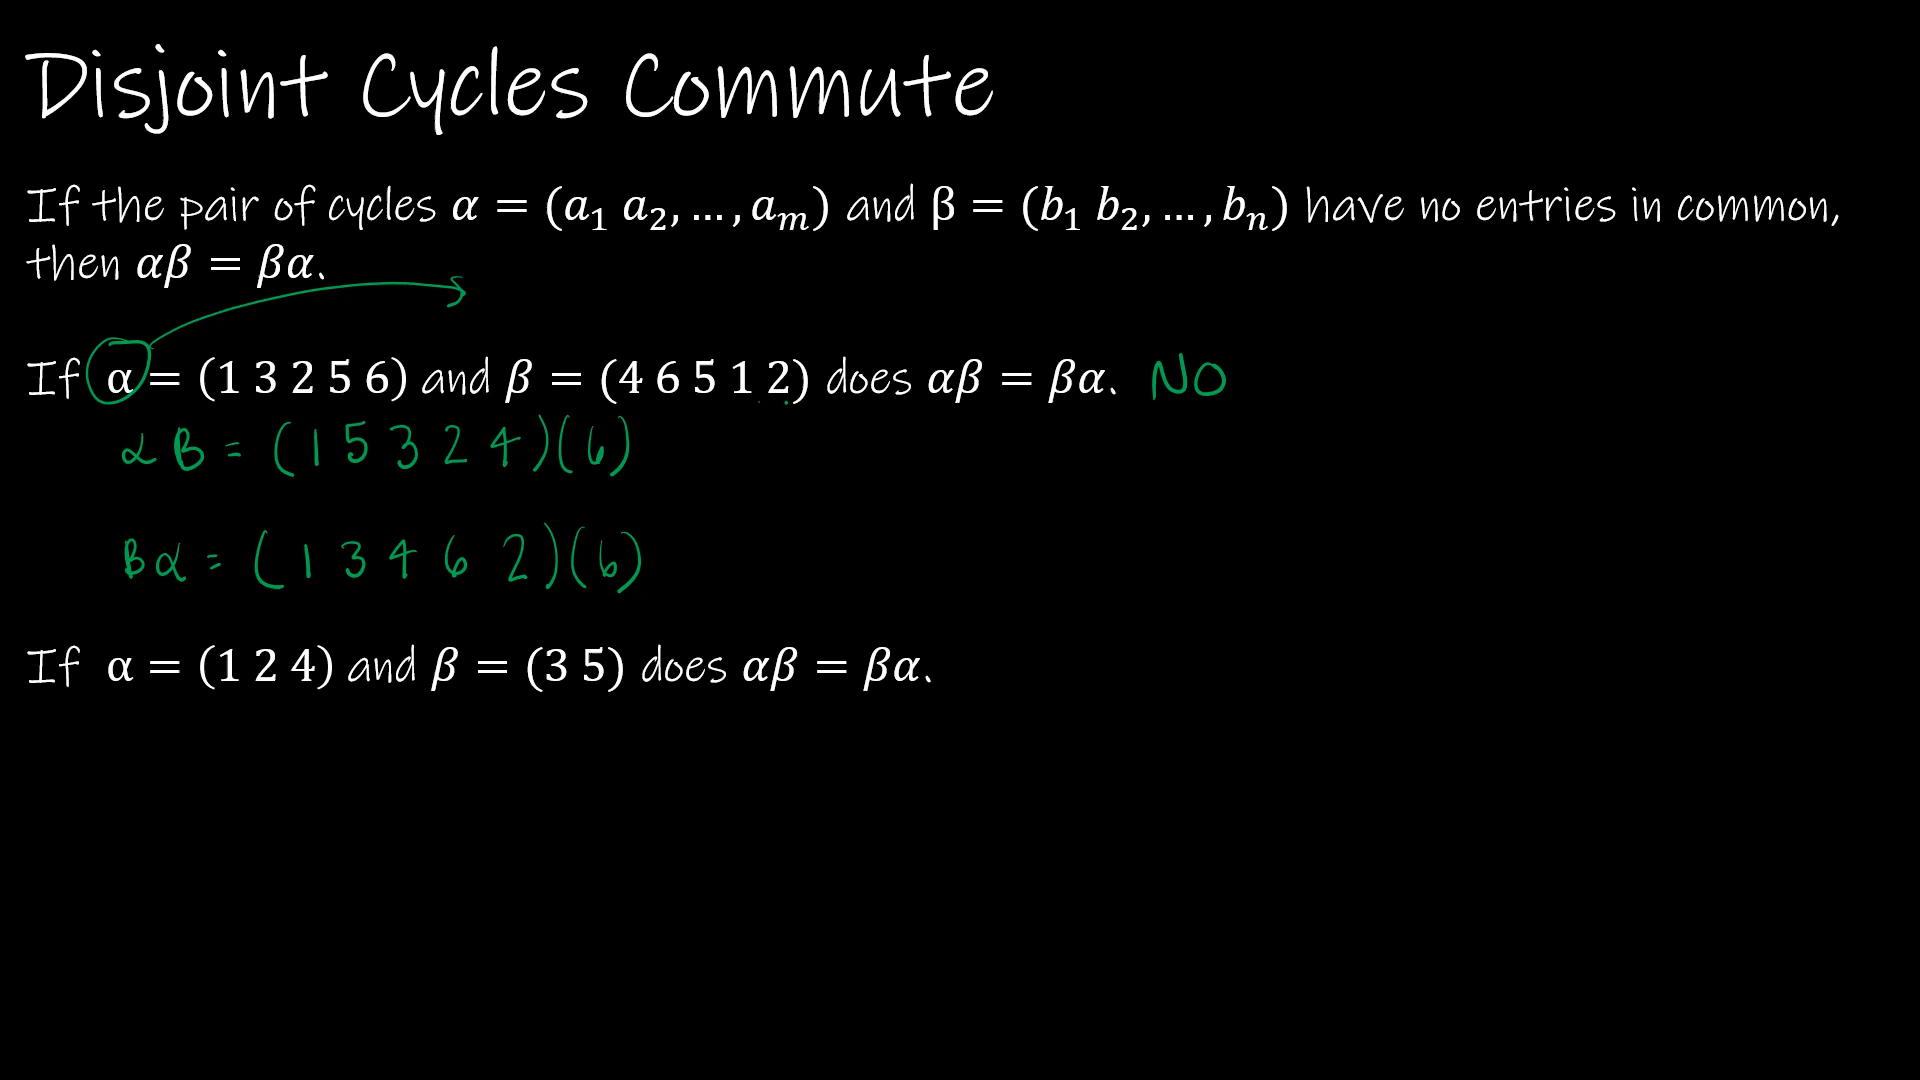 Disjoint Cycles Commute
If the pair of cycles α = (a₁ a₂, … , aₘ) and β = (b₁ b₂, … , bₙ) have no entries in common,
then αβ = βα.
If α = (1 3 2 5 6) and β = (4 6 5 1 2) does αβ = βα. NO
αB = (1 5 3 2 4)(6)
Bα = (1 3 4 6 2)(6)
If α = (1 2 4) and β = (3 5) does αβ = βα.